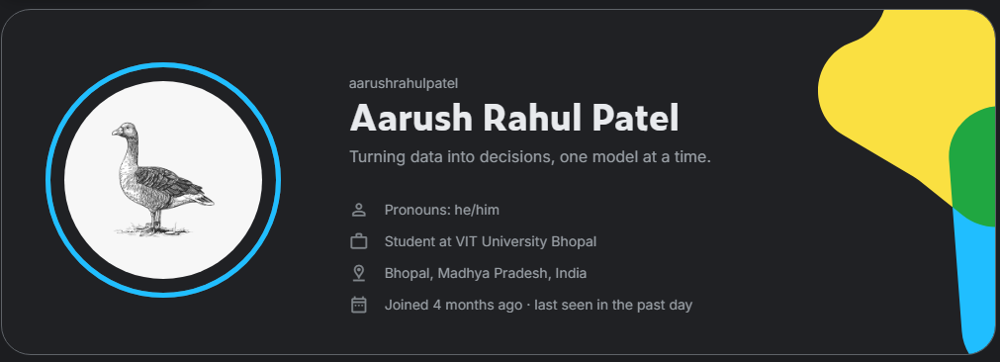 aarushrahulpatel
Aarush Rahul Patel
Turning data into decisions, one model at a time.
Pronouns: he/him
Student at VIT University Bhopal
Bhopal, Madhya Pradesh, India
Joined 4 months ago · last seen in the past day